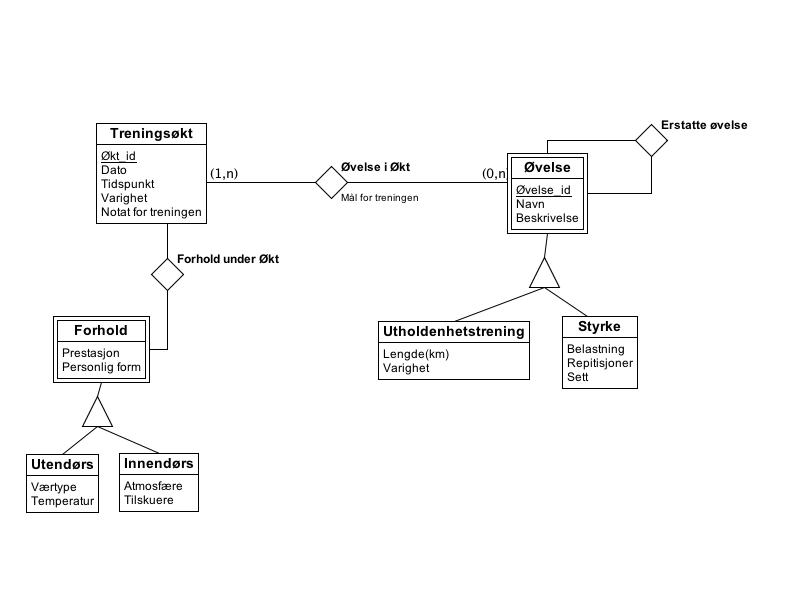 Treningsøkt
Økt_id
Dato
Tidspunkt
Varighet
Notat for treningen
(1,n)
Øvelse i Økt
Mål for treningen
(0,n
Øvelse
Øvelse_id
Navn
Beskrivelse
Erstatte øvelse
Forhold under Økt
Forhold
Prestasjon
Personlig form
Utholdenhetstrening
Lengde(km)
Varighet
Styrke
Belastning
Repitisjoner
Sett
Utendørs
Værtype
Temperatur
Innendørs
Atmosfære
Tilskuere